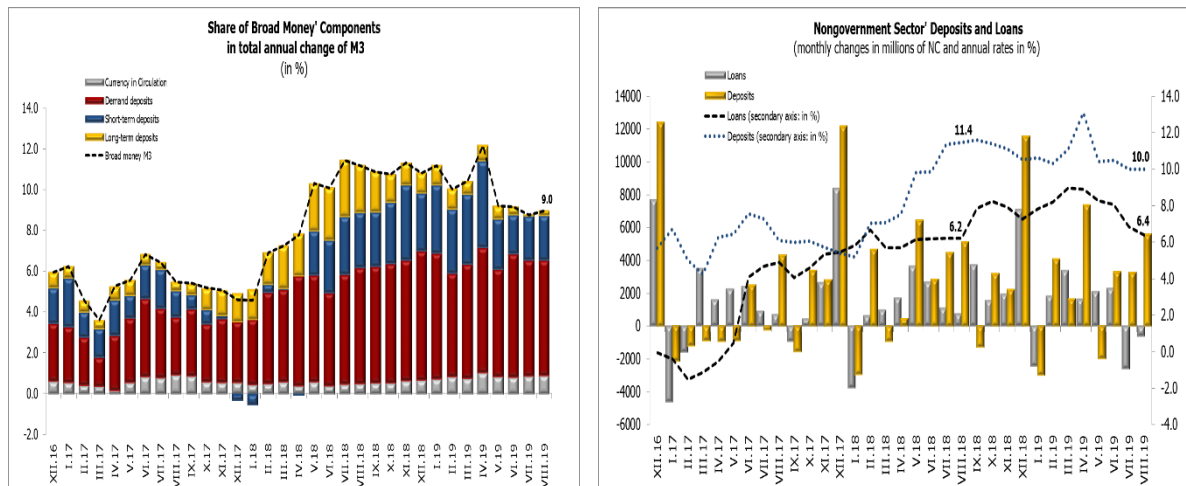 Share of Broad Money' Components
in total annual change of M3
(in %)
Currency in Circulation
Demand deposits
Short-term deposits
Long-term deposits
Broad money M3
14.0
12.0
10.0
8.0
6.0
4.0
2.0
0.0
-2.0
9.0
XII.16
I.17
II.17
III.17
IV.17
V.17
VI.17
VII.17
VIII.17
IX.17
X.17
XI.17
XII.17
I.18
II.18
III.18
IV.18
V.18
VI.18
VII.18
VIII.18
IX.18
X.18
XI.18
XII.18
I.19
II.19
III.19
IV.19
V.19
VI.19
VII.19
VIII.19
Nongovernment Sector' Deposits and Loans
(monthly changes in millions of NC and annual rates in %)
Loans
Deposits
Loans (secondary axis: in %)
Deposits (secondary axis: in %)
14000
12000
10000
8000
6000
4000
2000
0
-2000
-4000
-6000
14.0
12.0
10.0
8.0
6.0
4.0
2.0
0.0
-2.0
-4.0
11.4
10.0
6.2
6.4
XII.16
I.17
II.17
III.17
IV.17
V.17
VI.17
VII.17
VIII.17
IX.17
X.17
XI.17
XII.17
I.18
II.18
III.18
IV.18
V.18
VI.18
VII.18
VIII.18
IX.18
X.18
XI.18
XII.18
I.19
II.19
III.19
IV.19
V.19
VI.19
VII.19
VIII.19